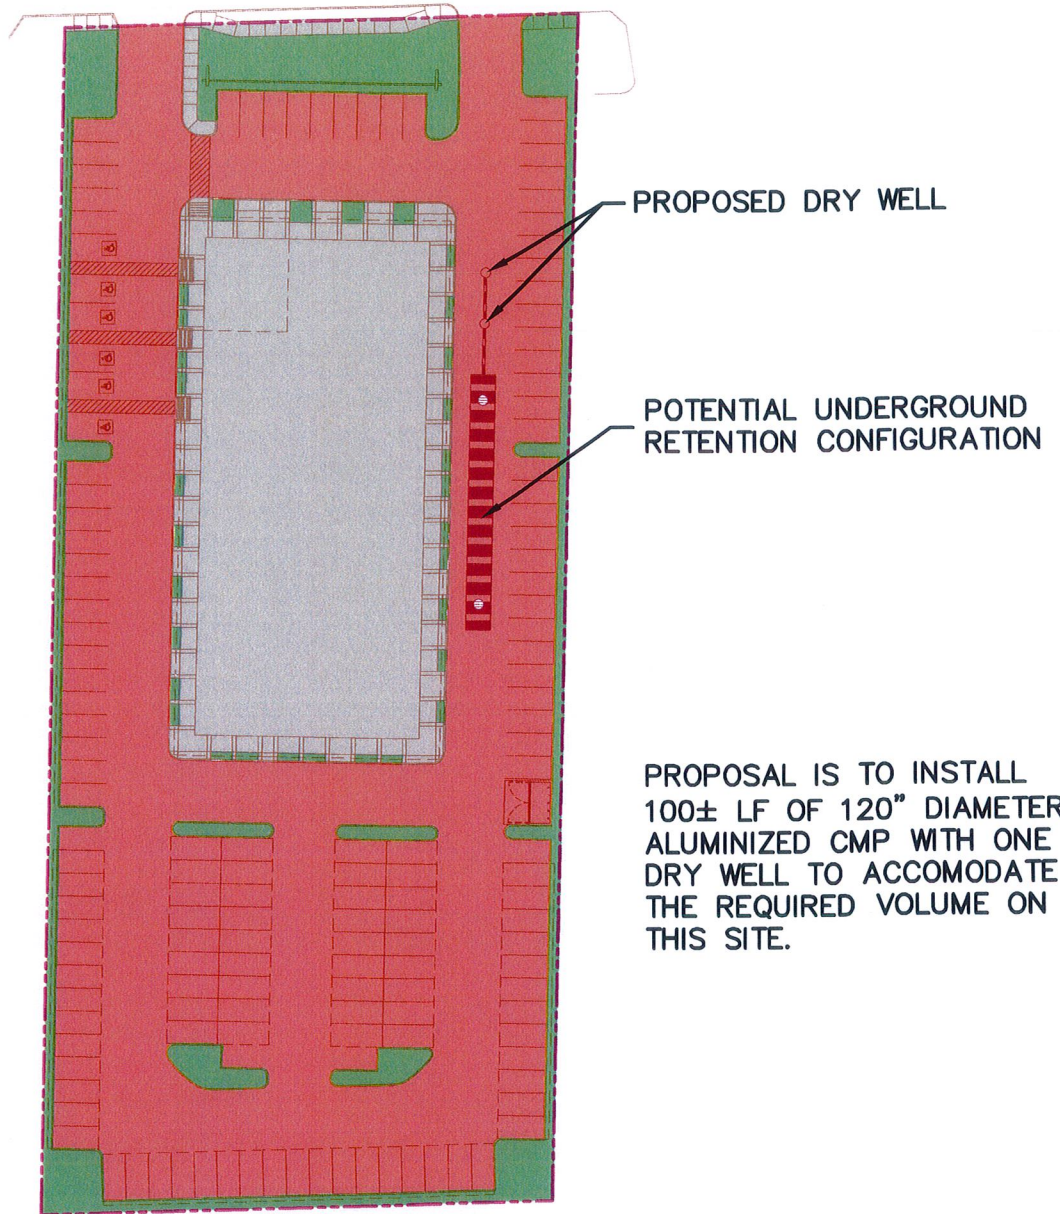 PROPOSED DRY WELL
POTENTIAL UNDERGROUND
RETENTION CONFIGURATION
PROPOSAL IS TO INSTALL
100± LF OF 120" DIAMETER
ALUMINIZED CMP WITH ONE
DRY WELL TO ACCOMODATE
THE REQUIRED VOLUME ON
THIS SITE.